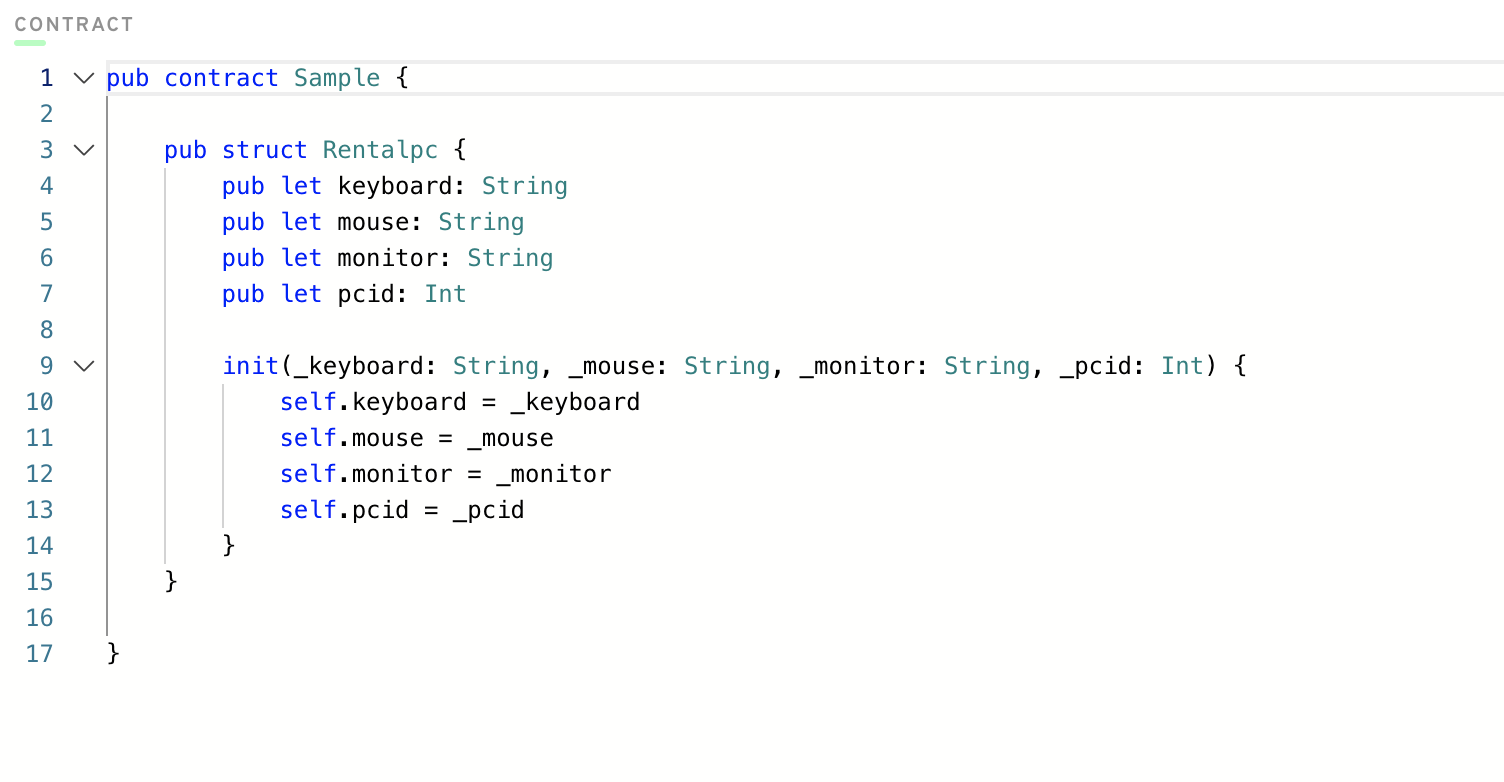 CONTRACT
1 pub contract Sample {
2
3 pub struct Rentalpc {
4 pub let keyboard: String
5 pub let mouse: String
6 pub let monitor: String
7 pub let pcid: Int
8
9 init(_keyboard: String, _mouse: String, _monitor: String, _pcid: Int) {
10 self.keyboard = _keyboard
11 self.mouse = _mouse
12 self.monitor = _monitor
13 self.pcid = _pcid
14 }
15 }
16
17 }